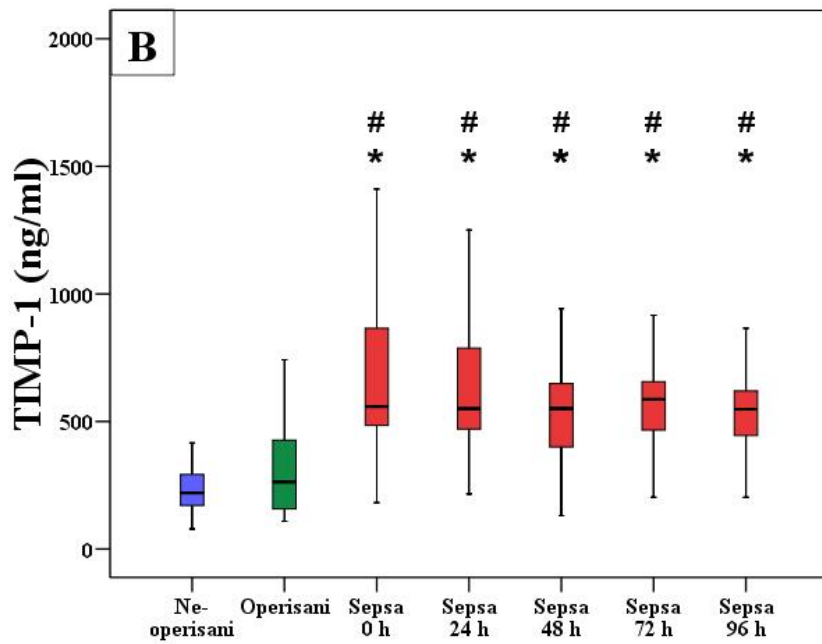 B
TIMP-1 (ng/ml)
2000
1500
1000
500
0
# # # # #
* * * * *
Ne-
operisani
Operisani
Sepsa
0 h
Sepsa
24 h
Sepsa
48 h
Sepsa
72 h
Sepsa
96 h